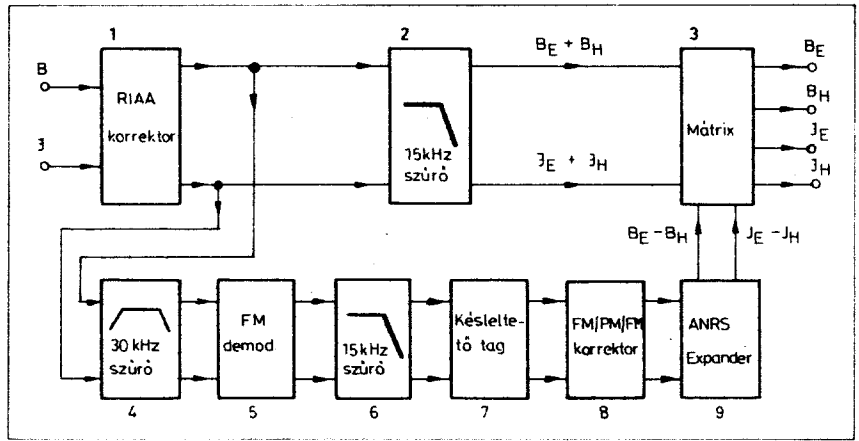 1
2
3
B
J
RIAA
korrektor
15kHz
szűrő
B_E + B_H
J_E + J_H
Mátrix
B_E
B_H
J_E
J_H
B_E – B_H
J_E – J_H
30 kHz
szűrő
FM
demod.
15kHz
szűrő
Késlelte-
tő tag
FM/PM/FM
korrektor
ANRS
Expander
4
5
6
7
8
9